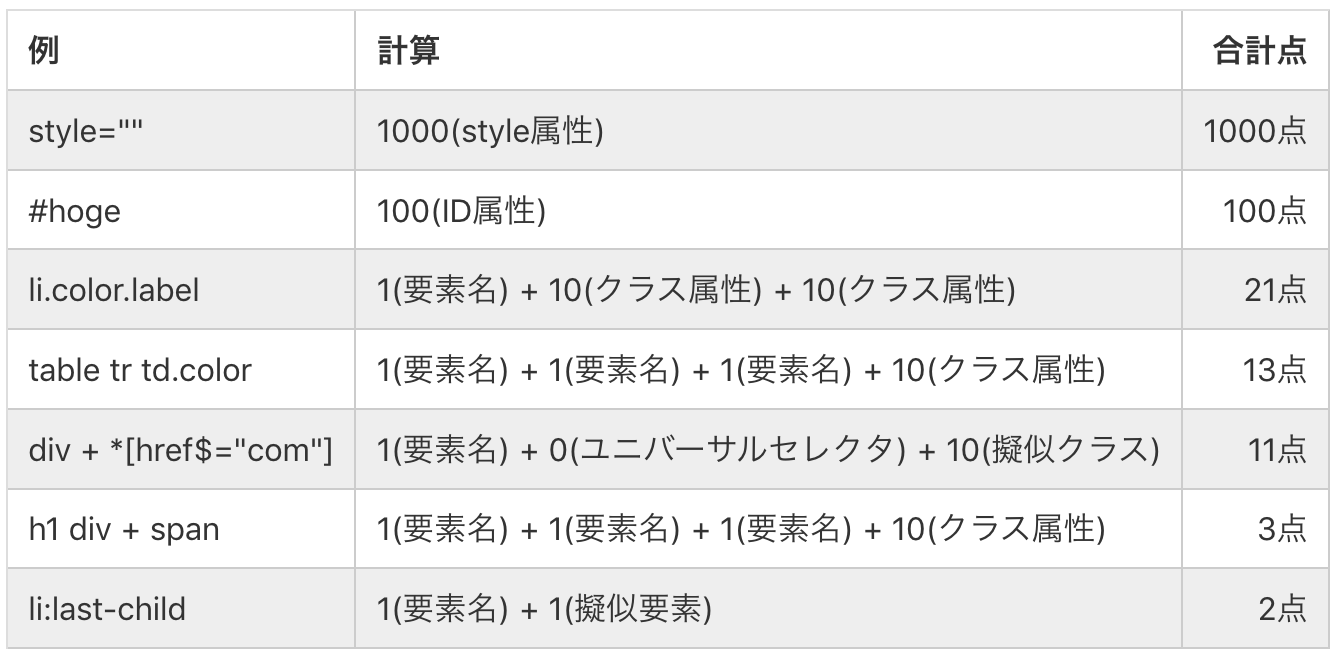 例 計算 合計点
style="" 1000(style属性) 1000点
#hoge 100(ID属性) 100点
li.color.label 1(要素名) + 10(クラス属性) + 10(クラス属性) 21点
table tr td.color 1(要素名) + 1(要素名) + 1(要素名) + 10(クラス属性) 13点
div + *[href$="com"] 1(要素名) + 0(ユニバーサルセレクタ) + 10(擬似クラス) 11点
h1 div + span 1(要素名) + 1(要素名) + 1(要素名) + 10(クラス属性) 3点
li:last-child 1(要素名) + 1(擬似要素) 2点